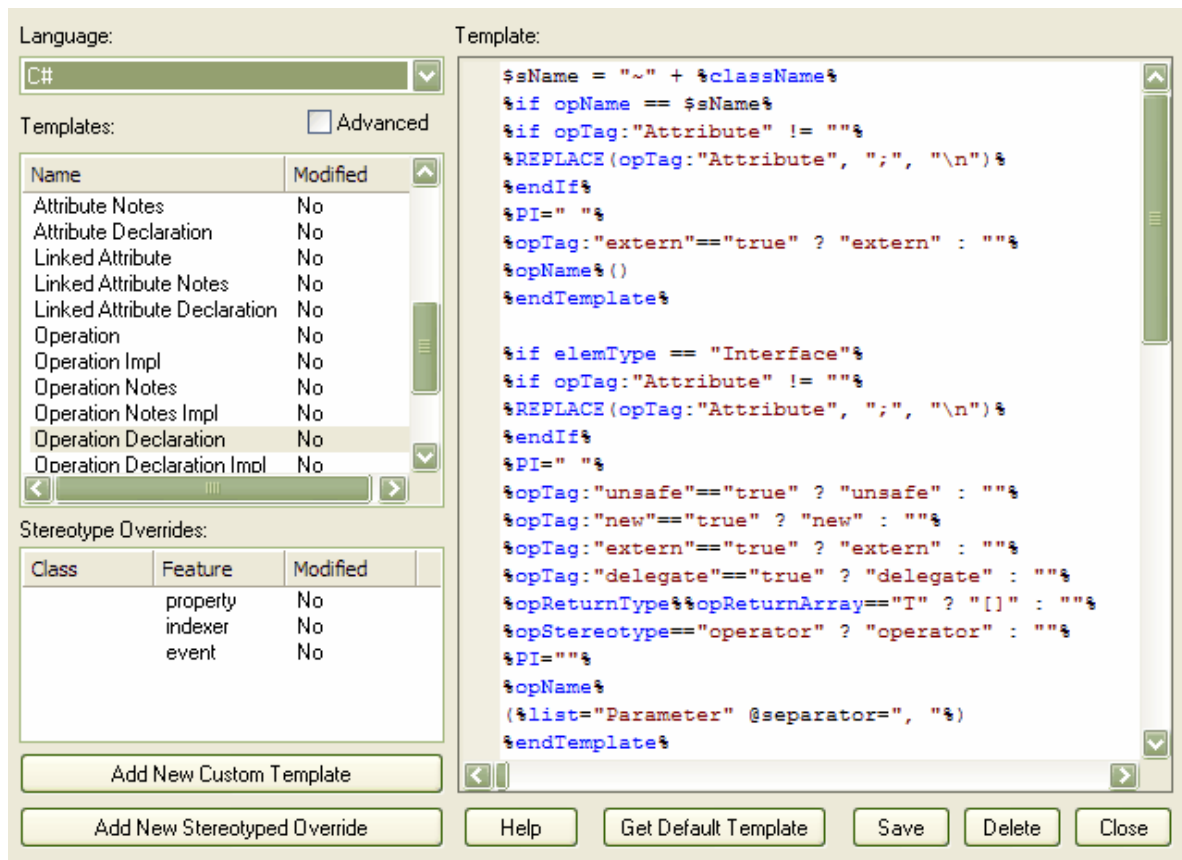 Language:
C#
Templates:
Advanced
Name Modified
Attribute Notes No
Attribute Declaration No
Linked Attribute No
Linked Attribute Notes No
Linked Attribute Declaration No
Operation No
Operation Impl No
Operation Notes No
Operation Notes Impl No
Operation Declaration No
Operation Declaration Impl No
Stereotype Overrides:
Class Feature Modified
property No
indexer No
event No
Add New Custom Template
Add New Stereotyped Override
Template:
$sName = "~" + %className%
%if opName == $sName%
%if opTag:"Attribute" != ""%
%REPLACE(opTag:"Attribute", ";", "\n")%
%endIf%
%PI=" "%
%opTag:"extern"=="true" ? "extern" : ""%
%opName%()
%endTemplate%
%if elemType == "Interface"%
%if opTag:"Attribute" != ""%
%REPLACE(opTag:"Attribute", ";", "\n")%
%endIf%
%PI=" "%
%opTag:"unsafe"=="true" ? "unsafe" : ""%
%opTag:"new"=="true" ? "new" : ""%
%opTag:"extern"=="true" ? "extern" : ""%
%opTag:"delegate"=="true" ? "delegate" : ""%
%opReturnType%%opReturnArray=="T" ? "[]" : ""%
%opStereotype=="operator" ? "operator" : ""%
%PI=""%
%opName%
(%list="Parameter" @separator=", "%)
%endTemplate%
Help Get Default Template Save Delete Close